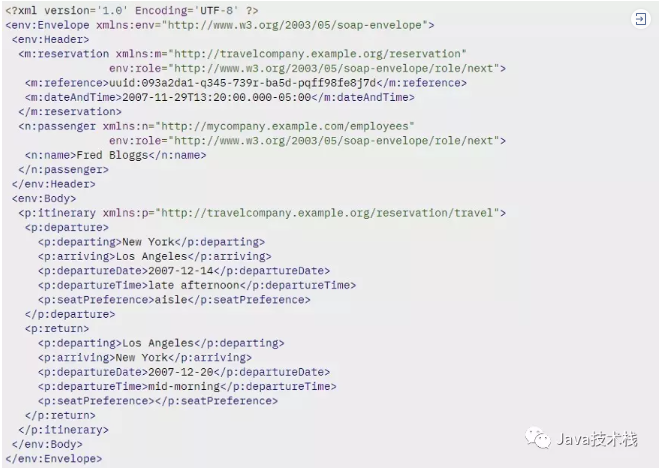 <?xml version='1.0' Encoding='UTF-8' ?>
<env:Envelope xmlns:env="http://www.w3.org/2003/05/soap-envelope">
 <env:Header>
  <m:reservation xmlns:m="http://travelcompany.example.org/reservation"
                env:role="http://www.w3.org/2003/05/soap-envelope/role/next">
   <m:reference>uuid:093a2da1-q345-739r-ba5d-pqff98fe8j7d</m:reference>
   <m:dateAndTime>2007-11-29T13:20:00.000-05:00</m:dateAndTime>
  </m:reservation>
  <n:passenger xmlns:n="http://mycompany.example.com/employees"
                env:role="http://www.w3.org/2003/05/soap-envelope/role/next">
   <n:name>Fred Bloggs</n:name>
  </n:passenger>
 </env:Header>
 <env:Body>
  <p:itinerary xmlns:p="http://travelcompany.example.org/reservation/travel">
   <p:departure>
     <p:departing>New York</p:departing>
     <p:arriving>Los Angeles</p:arriving>
     <p:departureDate>2007-12-14</p:departureDate>
     <p:departureTime>late afternoon</p:departureTime>
     <p:seatPreference>aisle</p:seatPreference>
   </p:departure>
   <p:return>
     <p:departing>Los Angeles</p:departing>
     <p:arriving>New York</p:arriving>
     <p:departureDate>2007-12-20</p:departureDate>
     <p:departureTime>mid-morning</p:departureTime>
     <p:seatPreference></p:seatPreference>
   </p:return>
  </p:itinerary>
 </env:Body>
</env:Envelope>
Java技术栈